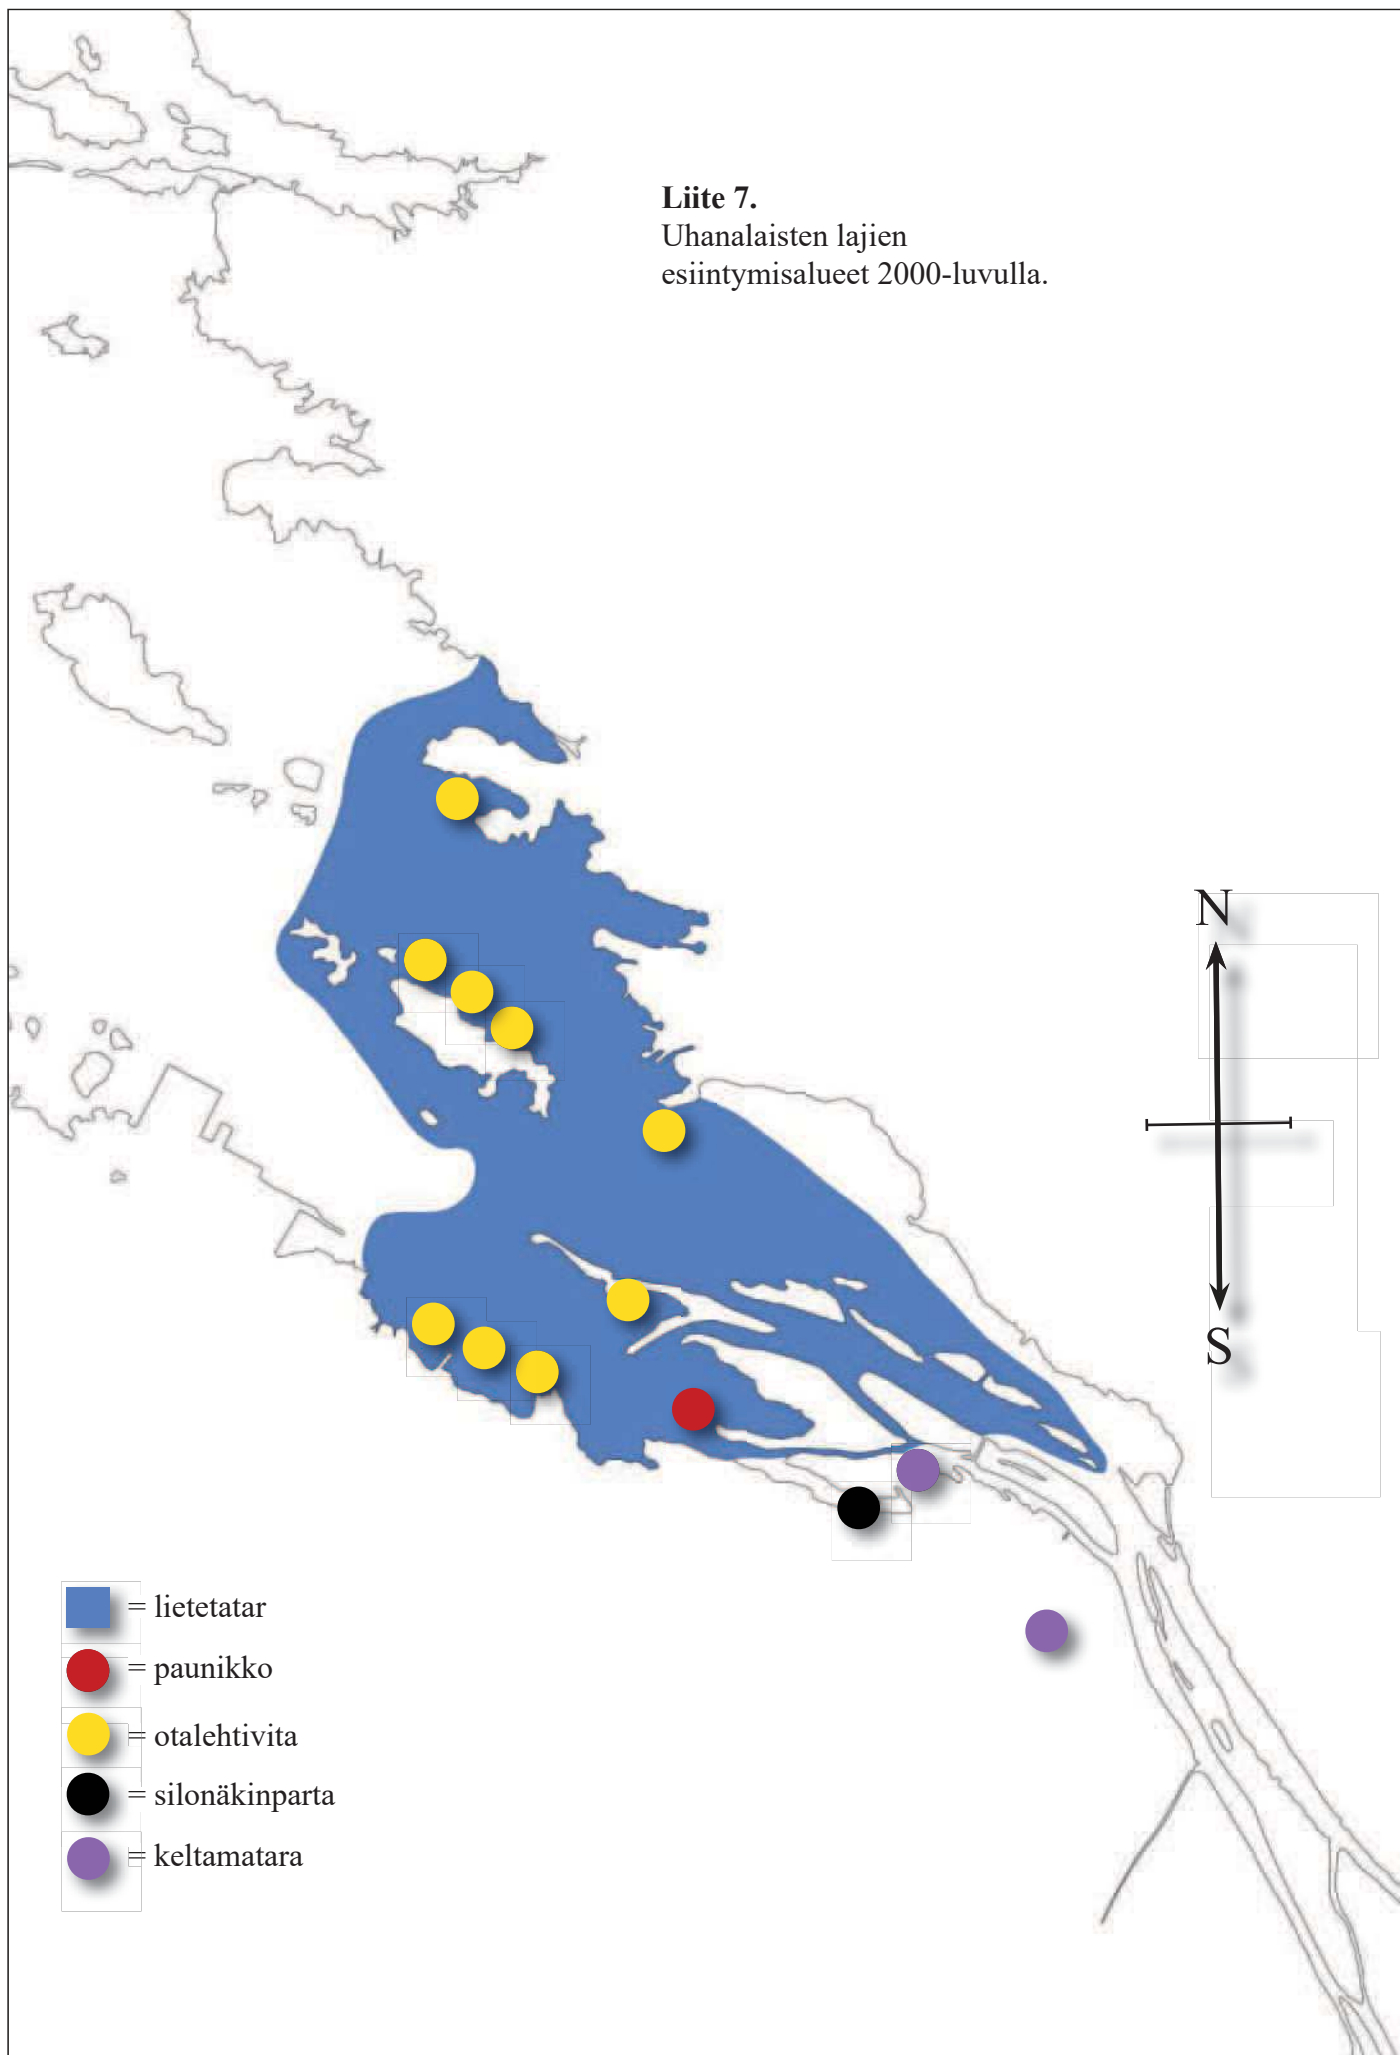 Liite 7.
Uhanalaisten lajien
esiintymisalueet 2000-luvulla.
N
S
= lietetatar
= paunikko
= otalehtivita
= silonäkinparta
= keltamatara